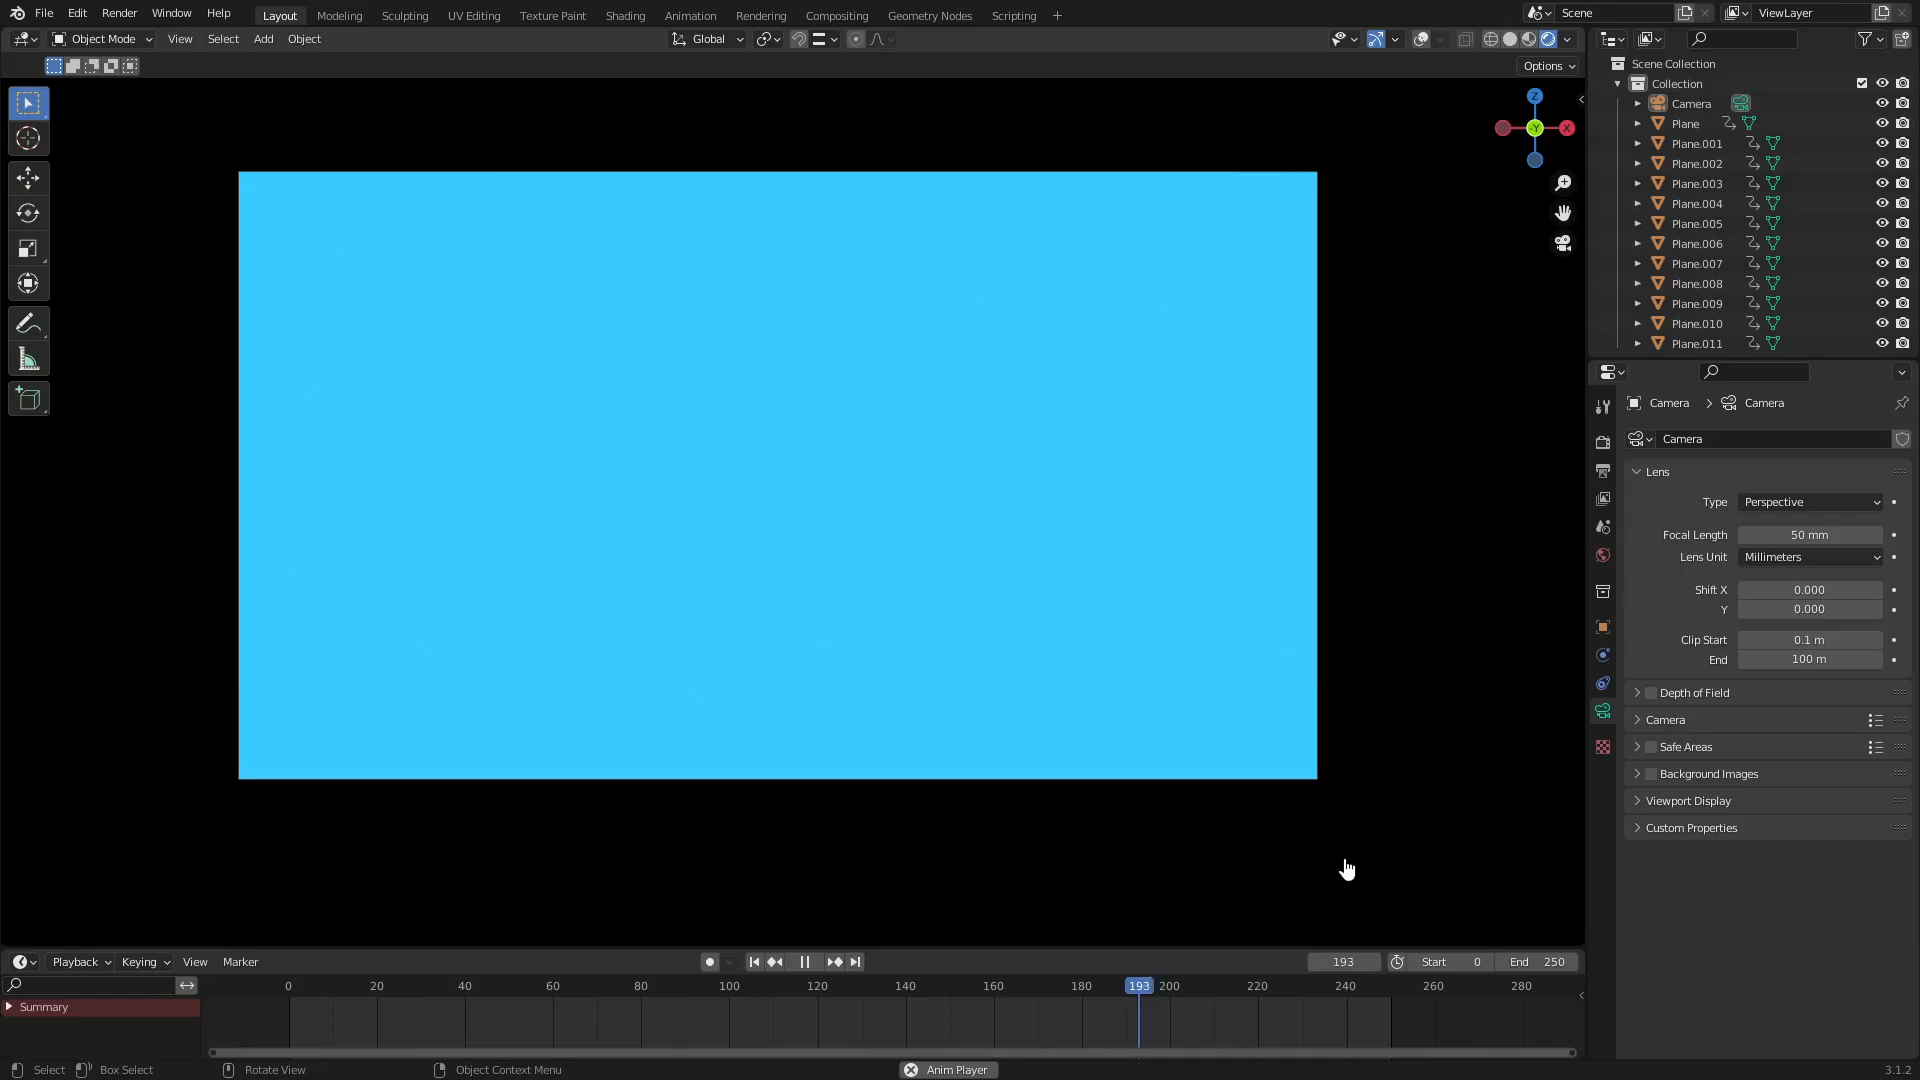 File Edit Render Window Help Layout Modeling Sculpting UV Editing Texture Paint Shading Animation Rendering Compositing Geometry Nodes Scripting + Scene ViewLayer
Object Mode View Select Add Object Global
Options
Z
Y
X
Scene Collection
Collection
Camera
Plane
Plane.001
Plane.002
Plane.003
Plane.004
Plane.005
Plane.006
Plane.007
Plane.008
Plane.009
Plane.010
Plane.011
Camera > Camera
Camera
Lens
Type Perspective
Focal Length 50 mm
Lens Unit Millimeters
Shift X 0.000
Y 0.000
Clip Start 0.1 m
End 100 m
Depth of Field
Camera
Safe Areas
Background Images
Viewport Display
Custom Properties
Playback Keying View Marker 193 Start 0 End 250
0 20 40 60 80 100 120 140 160 180 193 200 220 240 260 280
Summary
Select Box Select Rotate View Object Context Menu Anim Player 3.1.2